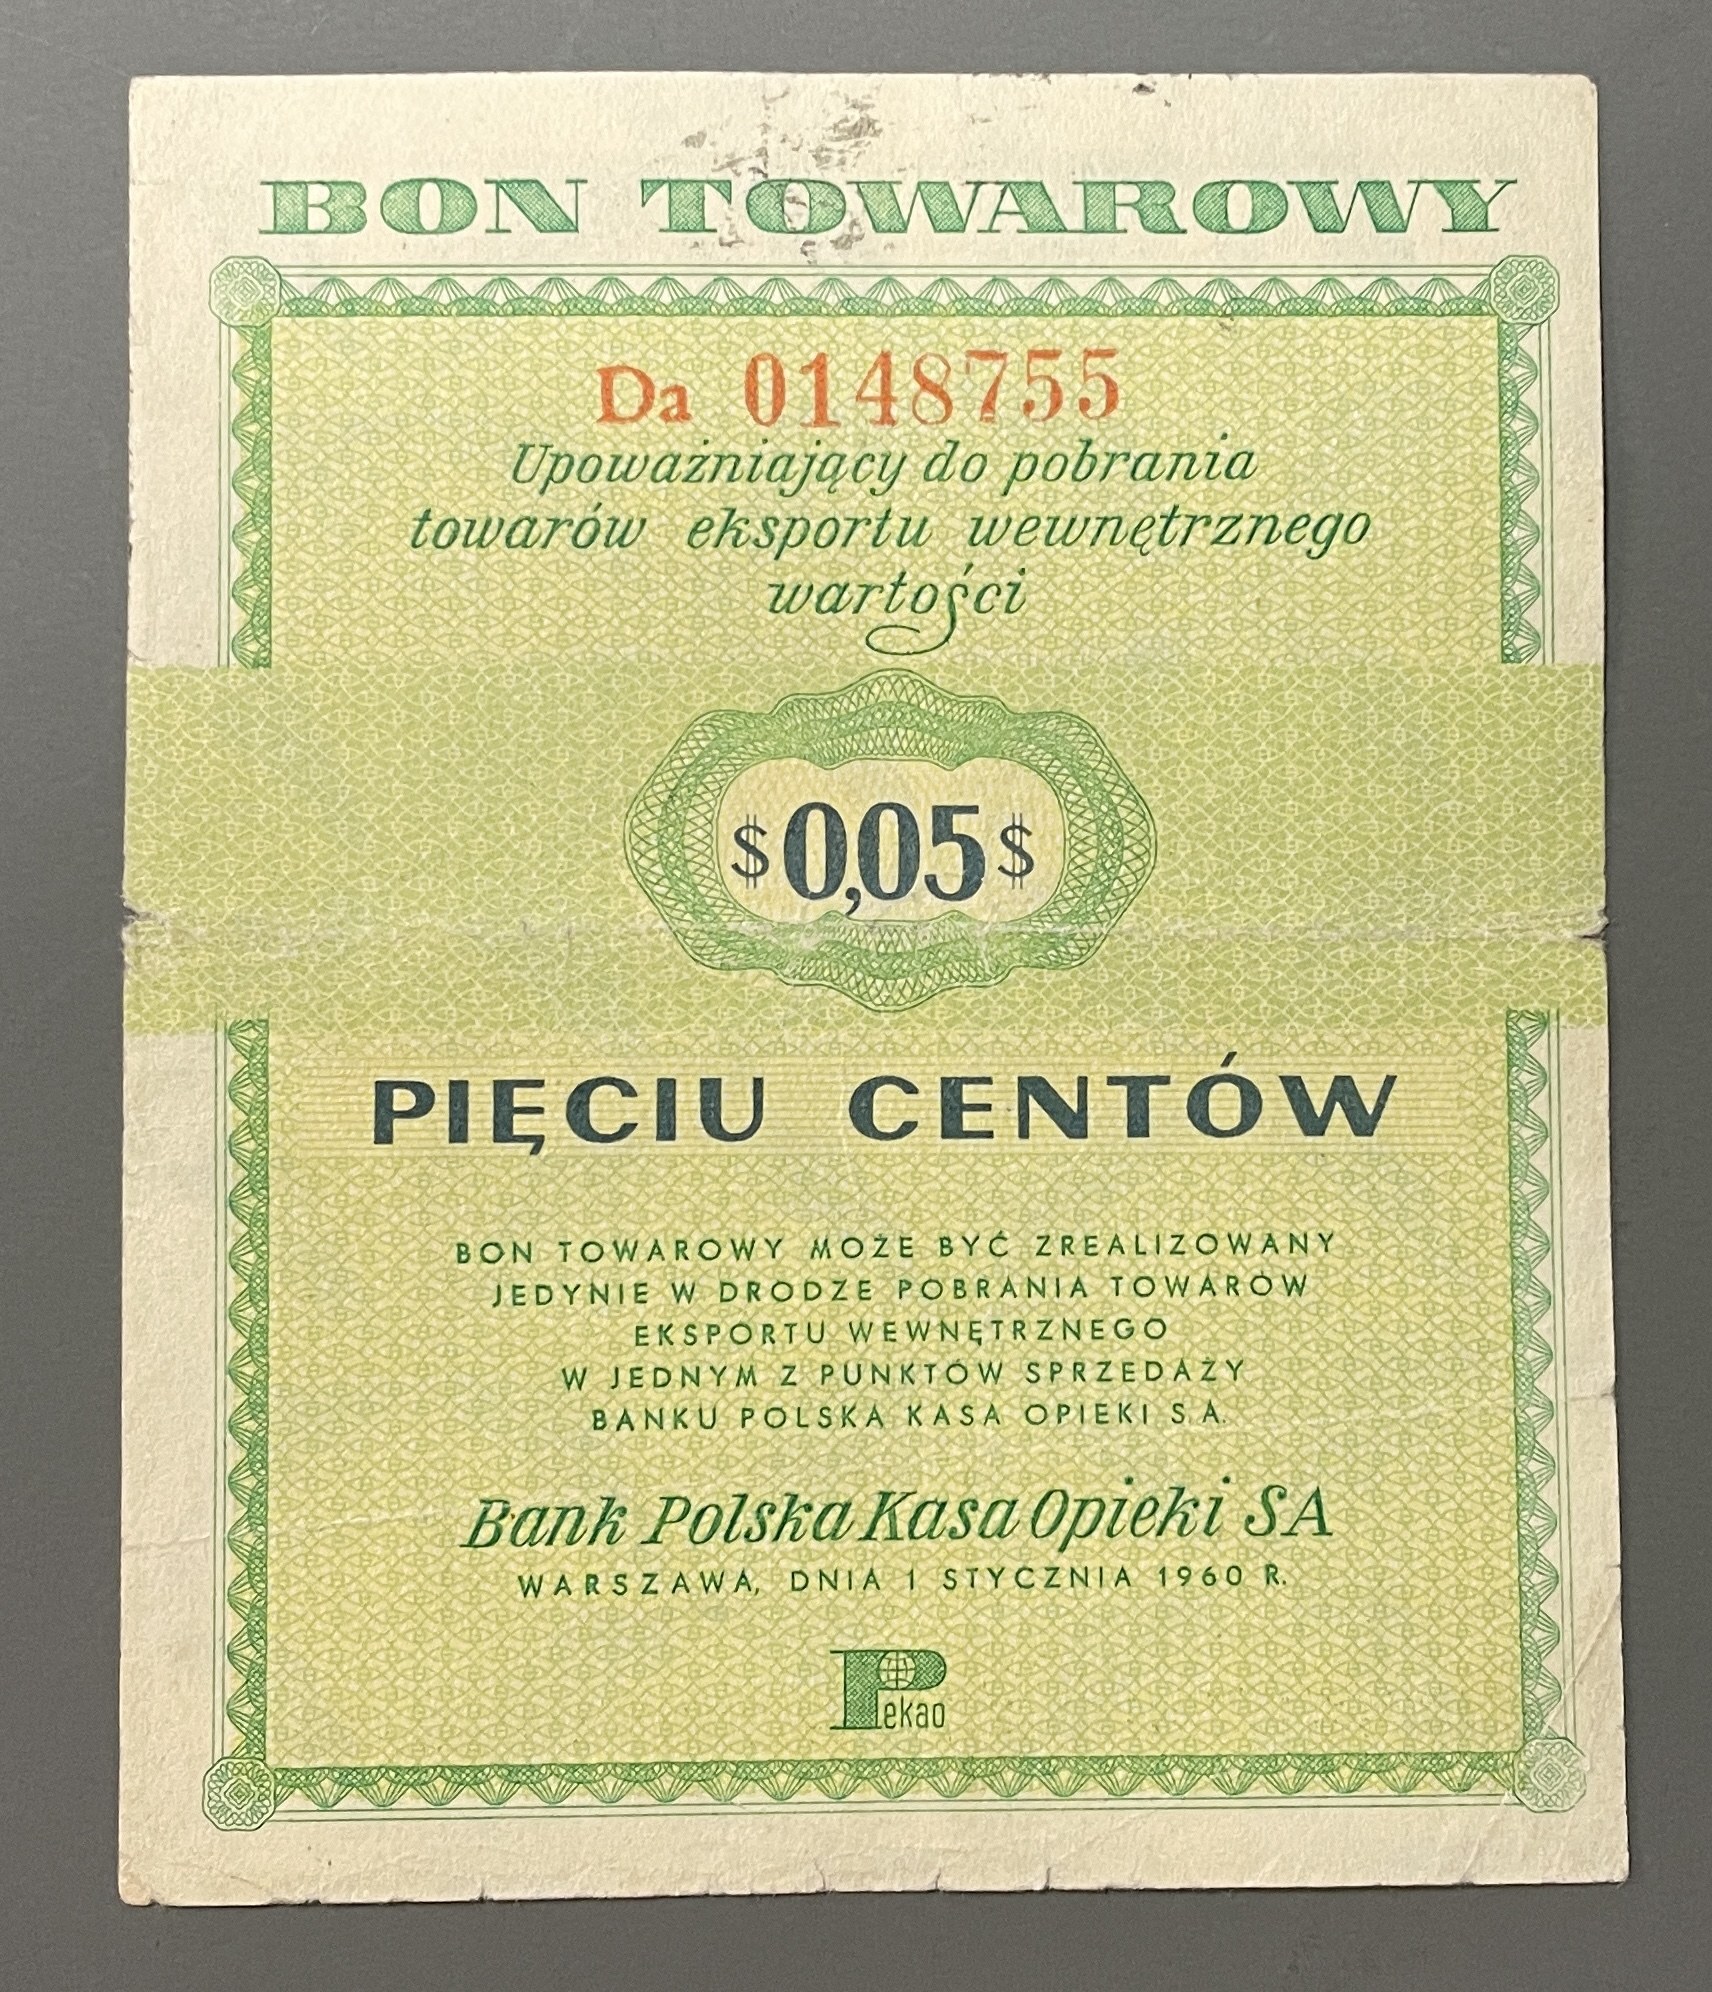 BON TOWAROWY
Da 0148755
Upoważniający do pobrania
towarów eksportu wewnętrznego
wartości
$0,05$
PIĘCIU CENTÓW
BON TOWAROWY MOŻE BYĆ ZREALIZOWANY
JEDYNIE W DRODZE POBRANIA TOWARÓW
EKSPORTU WEWNĘTRZNEGO
W JEDNYM Z PUNKTÓW SPRZEDAŻY
BANKU POLSKA KASA OPIEKI S.A.
Bank Polska Kasa Opieki SA
WARSZAWA, DNIA 1 STYCZNIA 1960 R.
Pekao